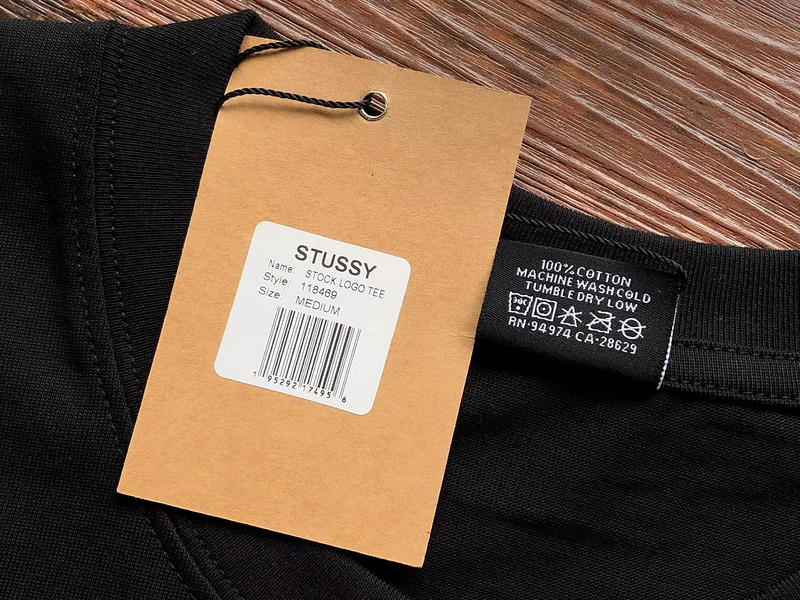 STUSSY
Name: STOCK LOGO TEE
Style: 118469
Size: MEDIUM
1 95292 17495 6
100% COTTON
MACHINE WASH COLD
TUMBLE DRY LOW
30C
RN·94974 CA·28629